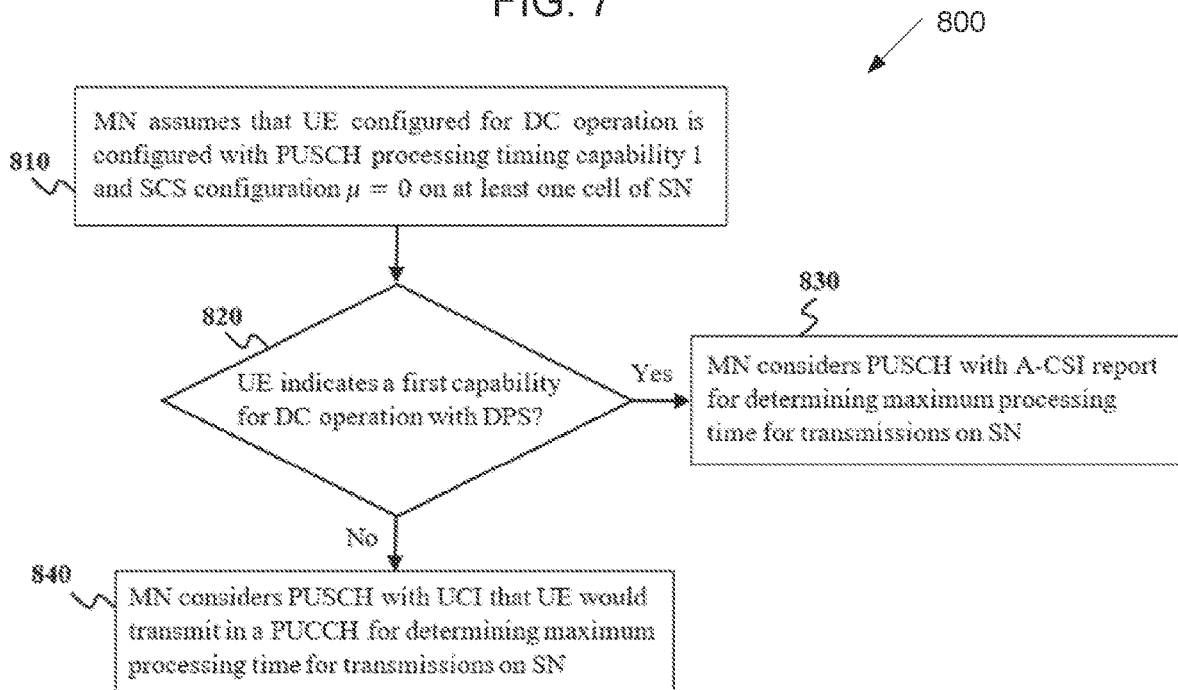 FIG. 7
800
MN assumes that UE configured for DC operation is
configured with PUSCH processing timing capability 1
and SCS configuration μ = 0 on at least one cell of SN
810
830
820
UE indicates a first capability
for DC operation with DPS?
Yes
MN considers PUSCH with A-CSI report
for determining maximum processing
time for transmissions on SN
No
840
MN considers PUSCH with UCI that UE would
transmit in a PUCCH for determining maximum
processing time for transmissions on SN